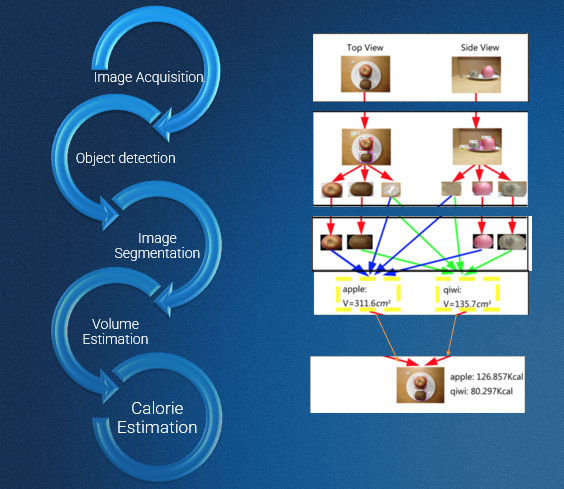 Image Acquisition
Object detection
Image
Segmentation
Volume
Estimation
Calorie
Estimation
Top View
Side View
apple:
V=311.6cm³
qiwi:
V=135.7cm³
apple: 126.857Kcal
qiwi: 80.297Kcal